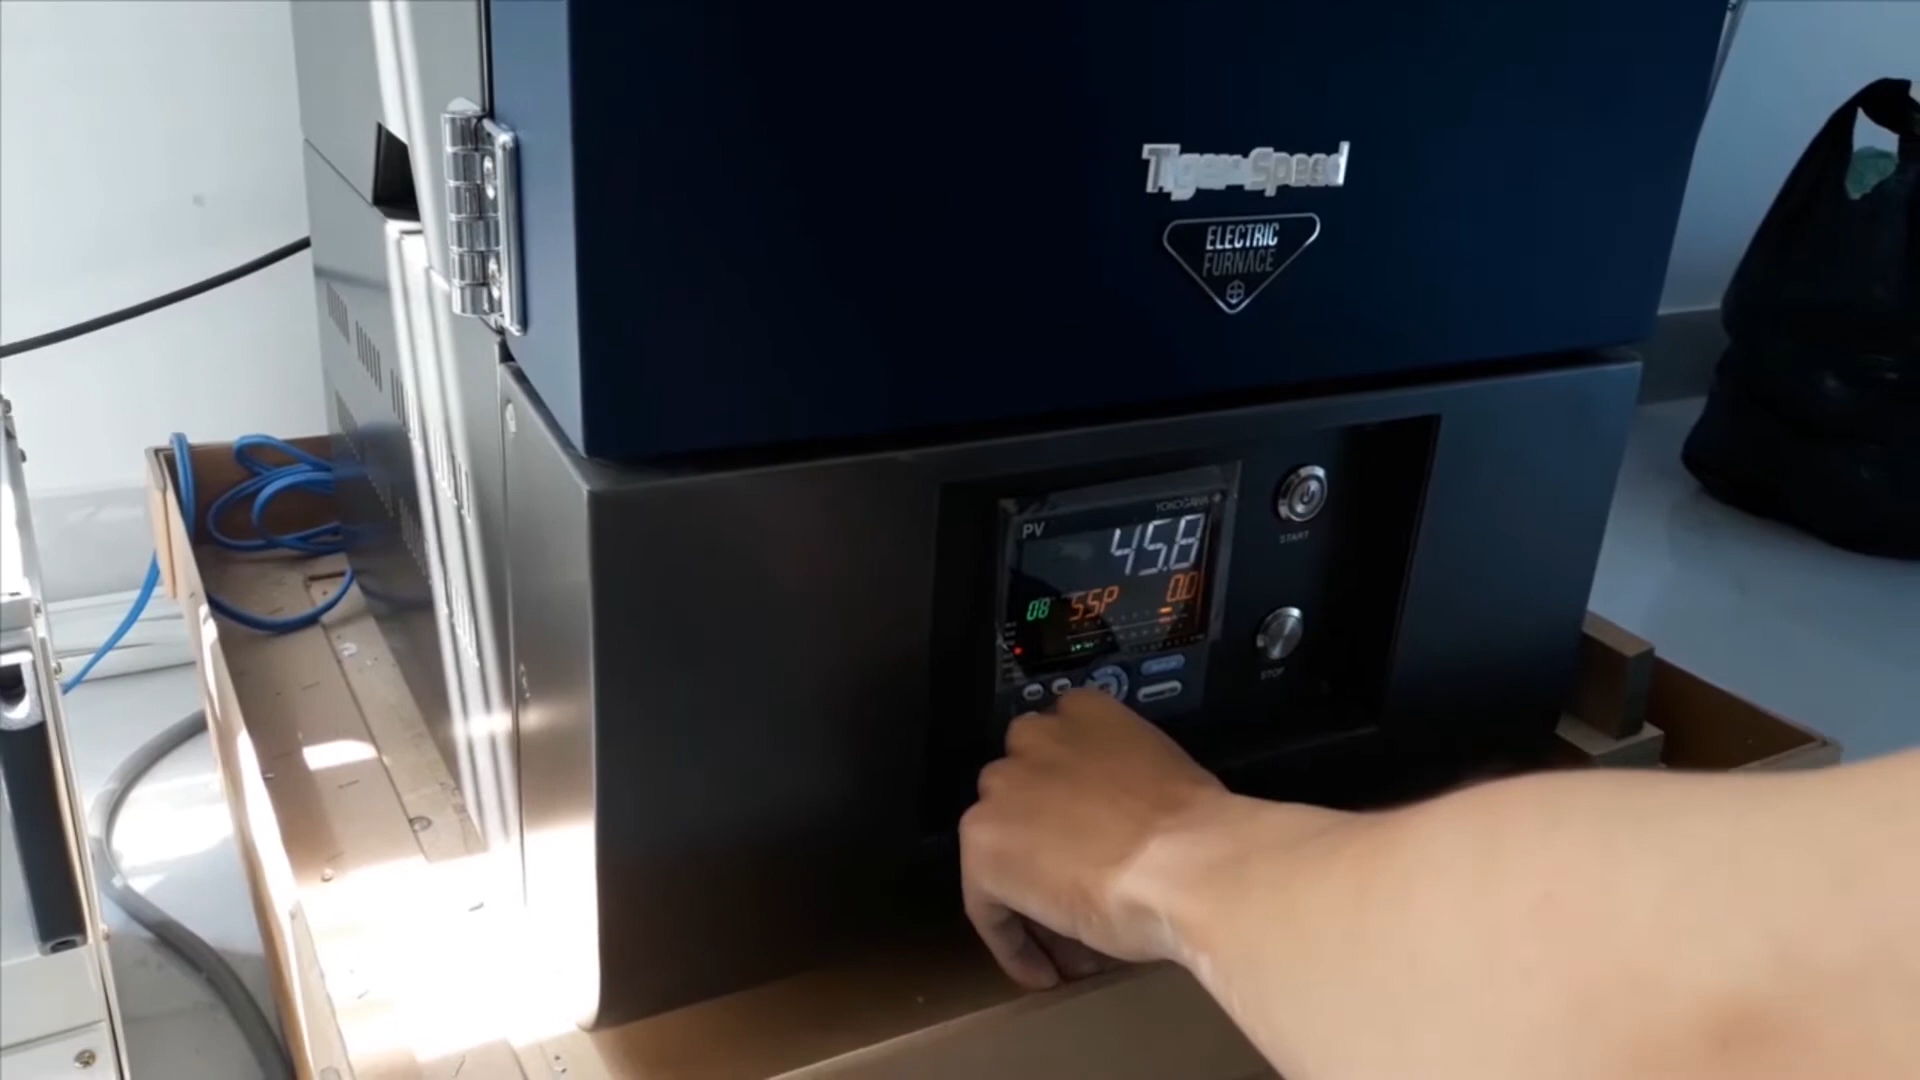 Tiger-Speed
ELECTRIC
FURNACE
YOKOGAWA
PV
45.8
08 SSP 0.0
START
STOP